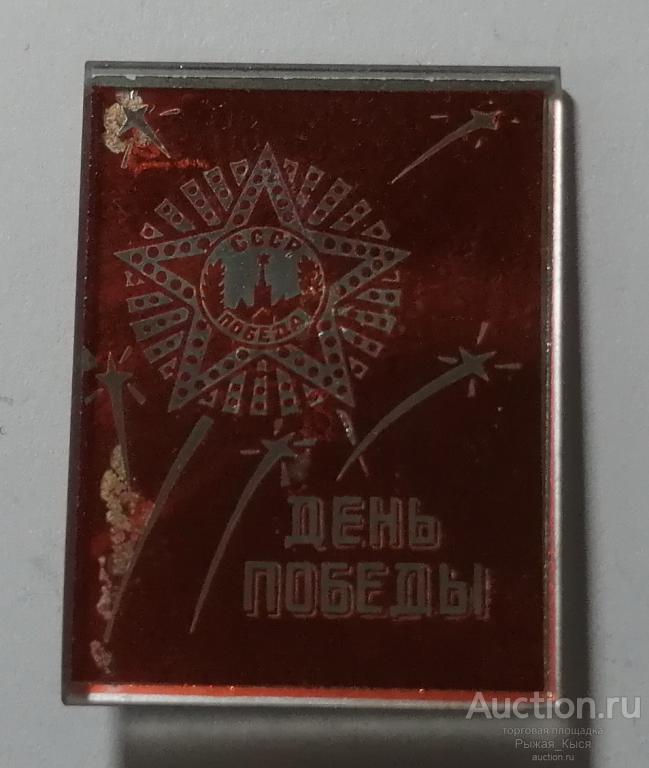 СССР
ПОБЕДА
ДЕНЬ
ПОБЕДЫ
Auction.ru
торговая площадка
Рыжая_Кыся
auction.ru